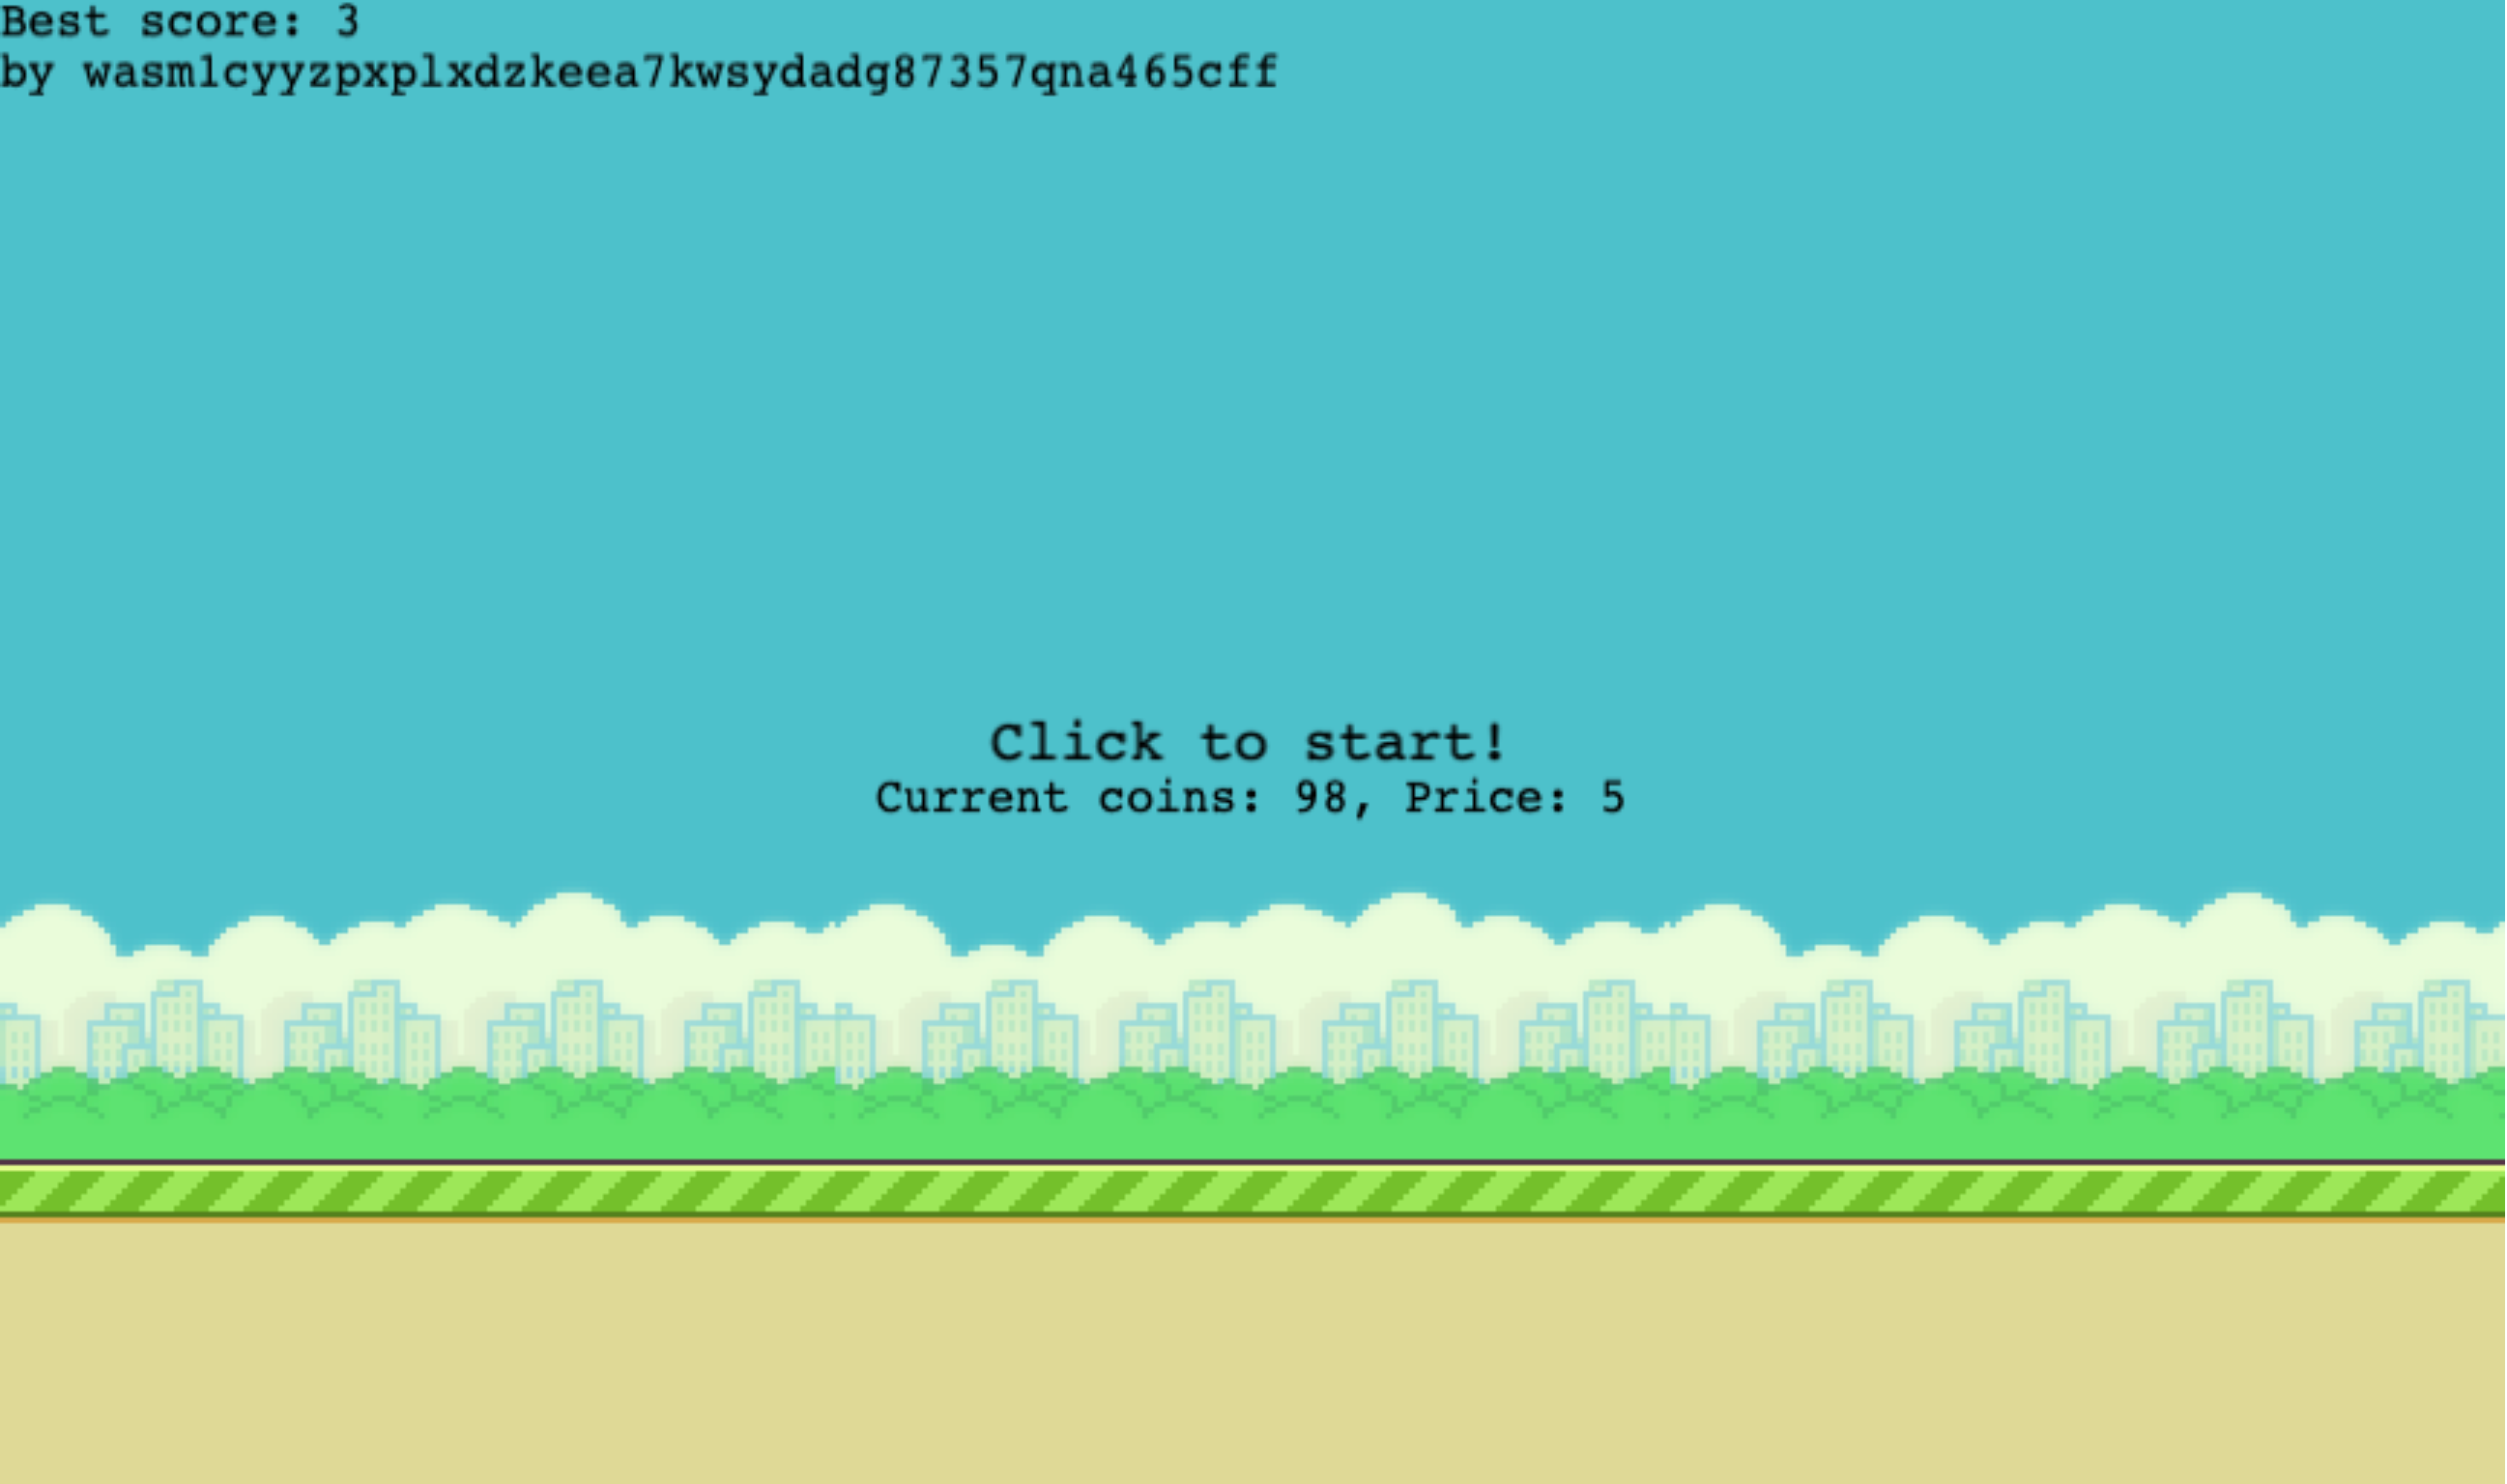 Best score: 3
by wasm1cyyzpxplxdzkeea7kwsydadg87357qna465cff
Click to start!
Current coins: 98, Price: 5